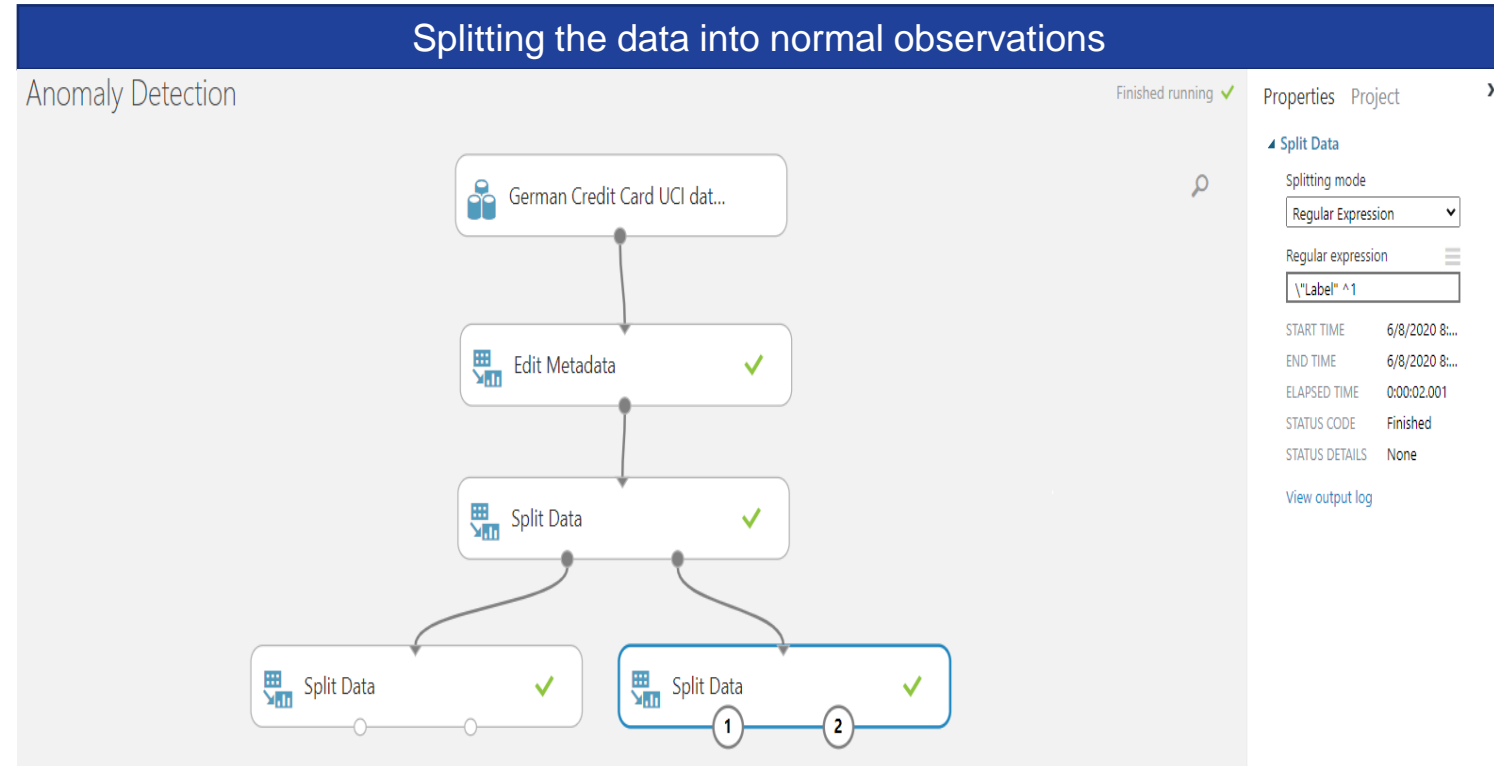 Splitting the data into normal observations
Anomaly Detection
Finished running
Properties Project
German Credit Card UCI dat...
Edit Metadata
Split Data
Split Data
Split Data
1
2
Split Data
Splitting mode
Regular Expression
Regular expression
\"Label" ^1
START TIME 6/8/2020 8:...
END TIME 6/8/2020 8:...
ELAPSED TIME 0:00:02.001
STATUS CODE Finished
STATUS DETAILS None
View output log